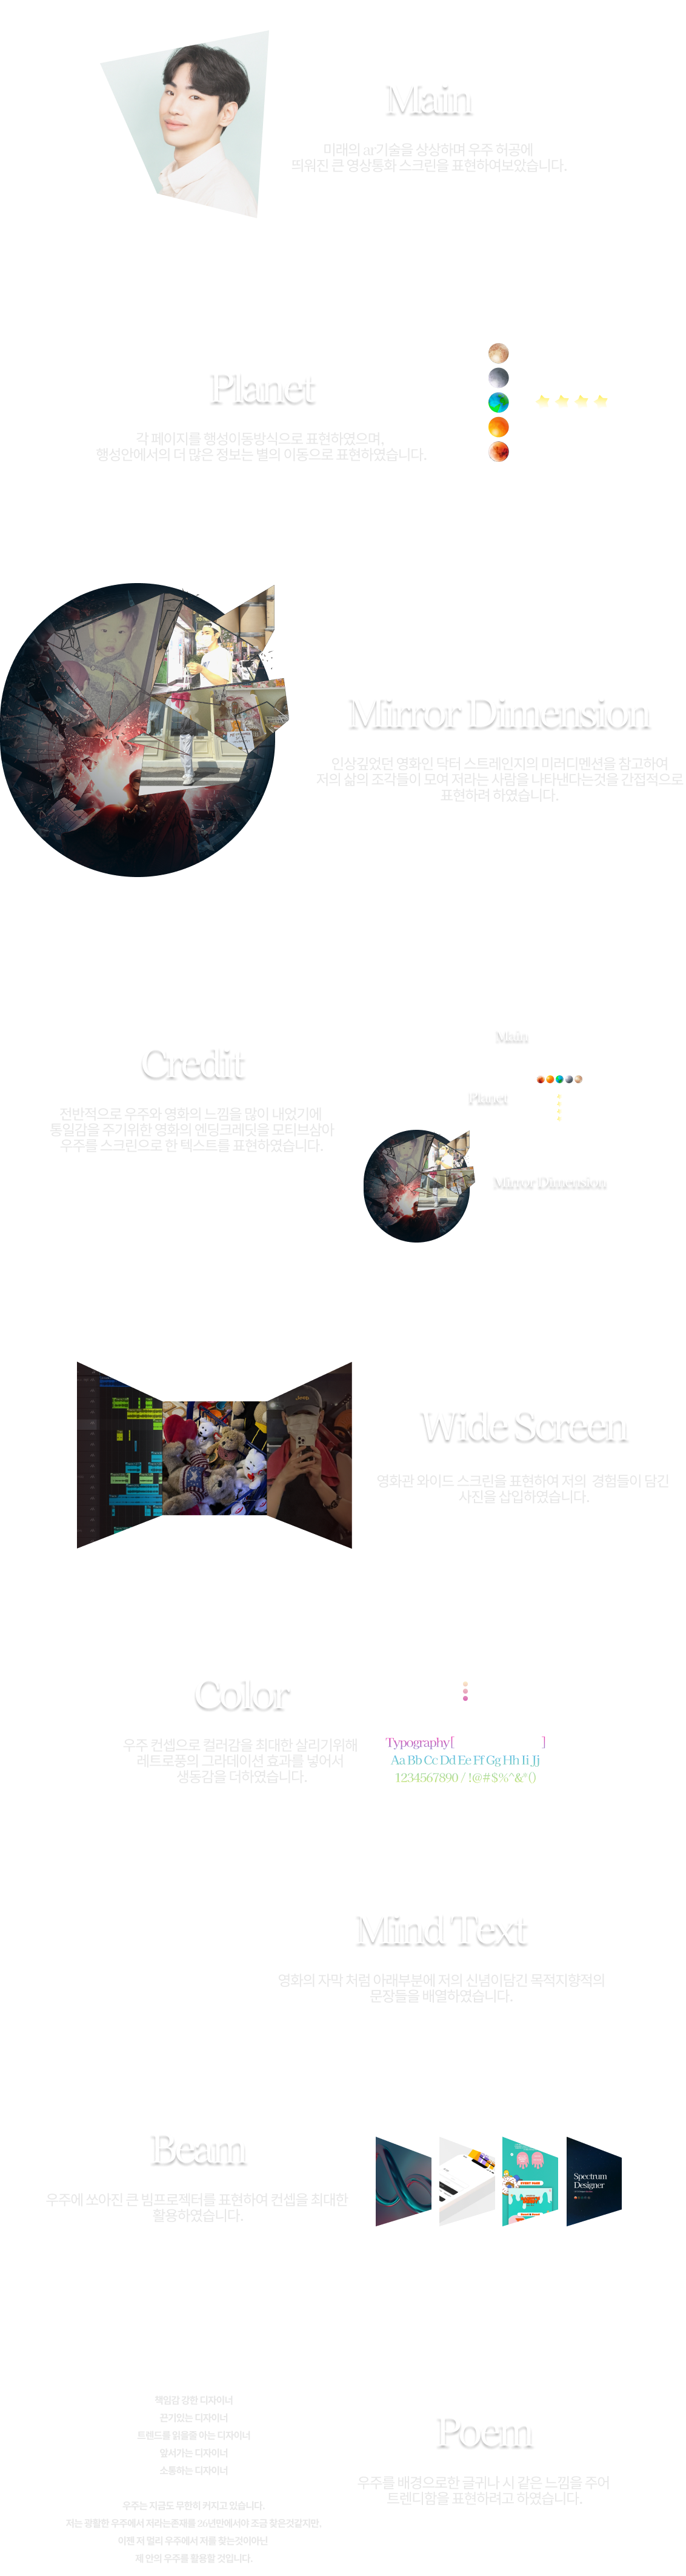 Main
미래의 ar기술을 상상하며 우주 허공에
띄워진 큰 영상통화 스크린을 표현하여보았습니다.
Planet
각 페이지를 행성이동방식으로 표현하였으며,
행성안에서의 더 많은 정보는 별의 이동으로 표현하였습니다.
Mirror Dimension
인상깊었던 영화인 닥터 스트레인지의 미러디멘션을 참고하여
저의 삶의 조각들이 모여 저라는 사람을 나타낸다는것을 간접적으로
표현하려 하였습니다.
Credit
전반적으로 우주와 영화의 느낌을 많이 내었기에
통일감을 주기위한 영화의 엔딩크레딧을 모티브삼아
우주를 스크린으로 한 텍스트를 표현하였습니다.
Main
Planet
Mirror Dimension
Wide Screen
영화관 와이드 스크린을 표현하여 저의 경험들이 담긴
사진을 삽입하였습니다.
Color
우주 컨셉으로 컬러감을 최대한 살리기위해
레트로풍의 그라데이션 효과를 넣어서
생동감을 더하였습니다.
Typography[ ]
Aa Bb Cc Dd Ee Ff Gg Hh Ii Jj
1234567890 / !@#$%^&*()
Mind Text
영화의 자막 처럼 아래부분에 저의 신념이담긴 목적지향적의
문장들을 배열하였습니다.
Beam
우주에 쏘아진 큰 빔프로젝터를 표현하여 컨셉을 최대한
활용하였습니다.
Spectrum
Designer
책임감 강한 디자이너
끈기있는 디자이너
트렌드를 읽을줄 아는 디자이너
앞서가는 디자이너
소통하는 디자이너
우주는 지금도 무한히 커지고 있습니다.
저는 광활한 우주에서 저라는존재를 26년만에서야 조금 찾은것같지만,
이젠 저 멀리 우주에서 저를 찾는것이아닌
제 안의 우주를 활용할 것입니다.
Poem
우주를 배경으로한 글귀나 시 같은 느낌을 주어
트렌디함을 표현하려고 하였습니다.